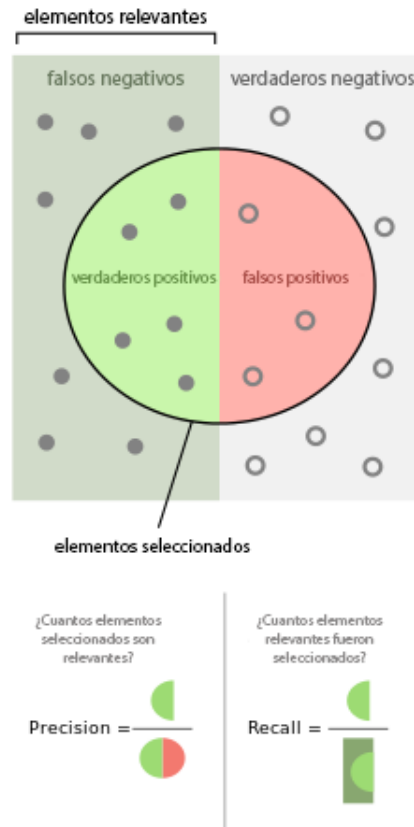 elementos relevantes
falsos negativos
verdaderos negativos
verdaderos positivos
falsos positivos
elementos seleccionados
¿Cuantos elementos
seleccionados son
relevantes?
¿Cuantos elementos
relevantes fueron
seleccionados?
Precision =
Recall =